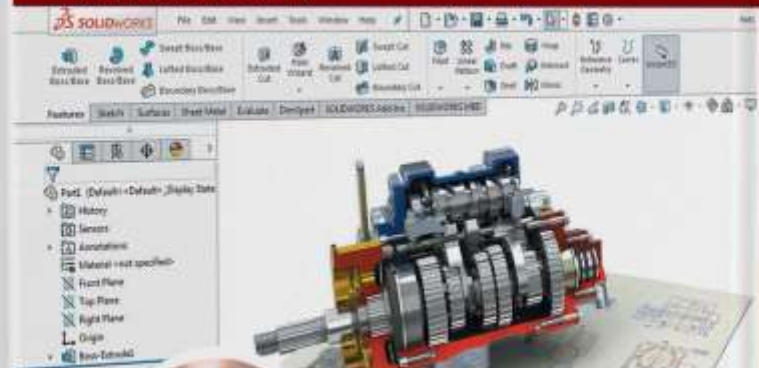 SOLIDWORKS File Edit View Insert Tools Window Help
Extruded Boss/Base
Revolved Boss/Base
Swept Boss/Base
Lofted Boss/Base
Boundary Boss/Base
Extruded Cut
Hole Wizard
Revolved Cut
Swept Cut
Lofted Cut
Boundary Cut
Fillet
Linear Pattern
Rib
Draft
Shell
Wrap
Intersect
Mirror
Reference Geometry
Curves
Instant3D
Features Sketch Surfaces Sheet Metal Evaluate DimXpert SOLIDWORKS Add-Ins SOLIDWORKS MBD
Part1 (Default<<Default>_Display State
History
Sensors
Annotations
Material <not specified>
Front Plane
Top Plane
Right Plane
Origin
Boss-Extrude1